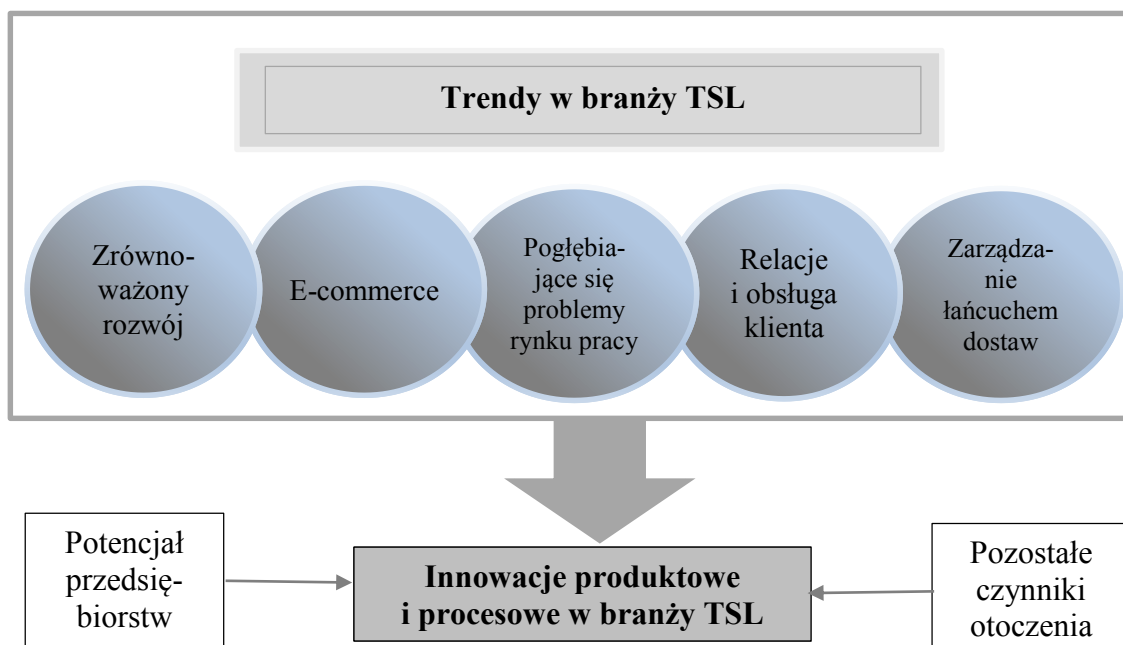 Trendy w branży TSL
Zrówno-
ważony
rozwój
E-commerce
Pogłębia-
jące się
problemy
rynku pracy
Relacje
i obsługa
klienta
Zarządza-
nie
łańcuchem
dostaw
Potencjał
przedsię-
biorstw
Innowacje produktowe
i procesowe w branży TSL
Pozostałe
czynniki
otoczenia